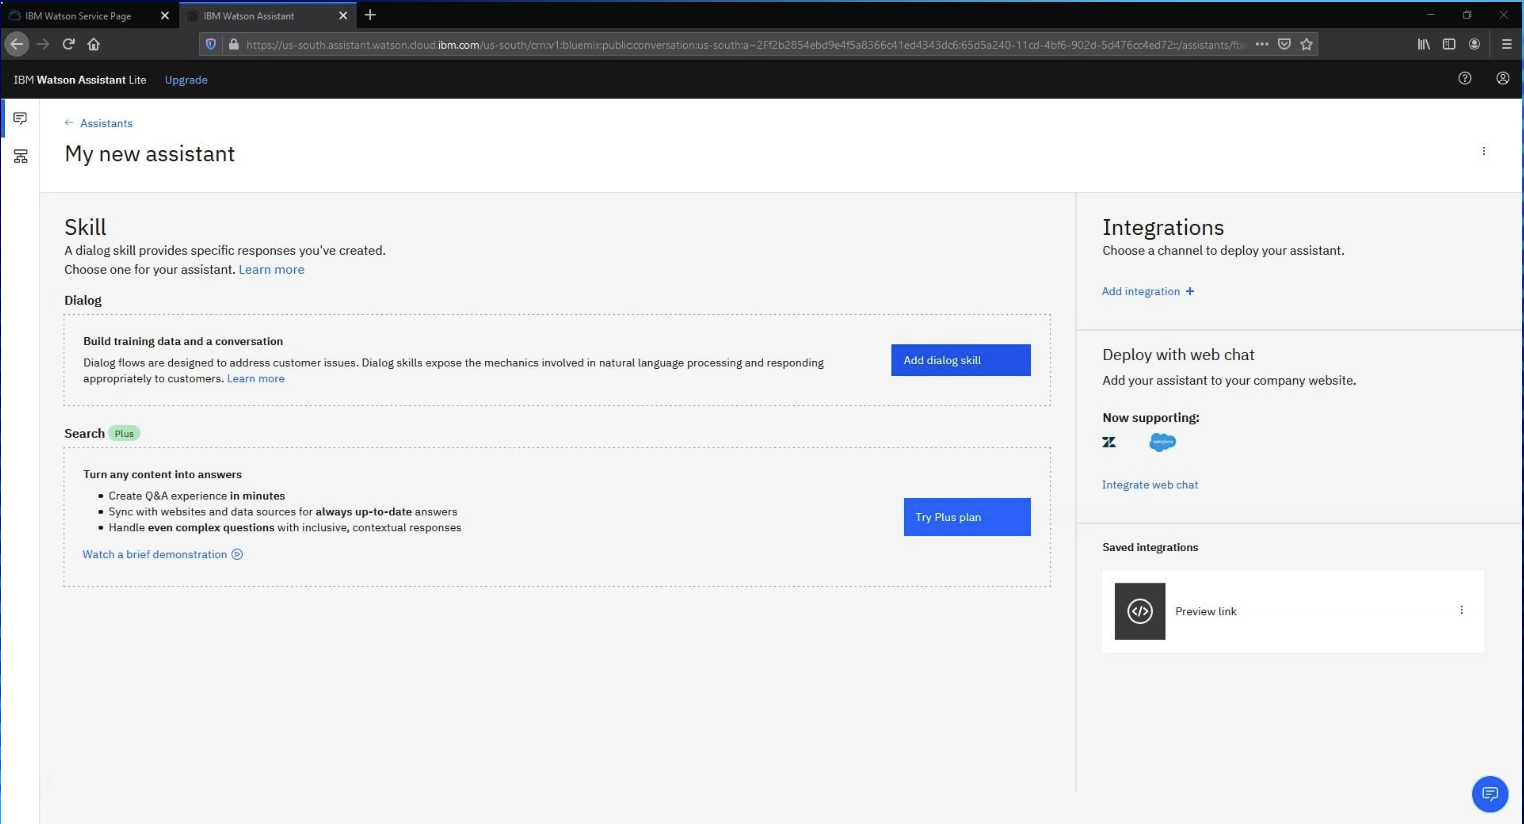 IBM Watson Service Page
IBM Watson Assistant
https://us-south.assistant.watson.cloud.ibm.com/us-south/crn:v1:bluemix:public:conversation:us-south:a~2Ff2b2854ebd9e4f5a8366c41ed4343dc6:65d5a240-11cd-4bf6-902d-5d476cc4ed72::/assistants/fb
IBM Watson Assistant Lite
Upgrade
← Assistants
My new assistant
Skill
A dialog skill provides specific responses you've created.
Choose one for your assistant. Learn more
Dialog
Build training data and a conversation
Dialog flows are designed to address customer issues. Dialog skills expose the mechanics involved in natural language processing and responding
appropriately to customers. Learn more
Add dialog skill
Search Plus
Turn any content into answers
• Create Q&A experience in minutes
• Sync with websites and data sources for always up-to-date answers
• Handle even complex questions with inclusive, contextual responses
Watch a brief demonstration
Try Plus plan
Integrations
Choose a channel to deploy your assistant.
Add integration +
Deploy with web chat
Add your assistant to your company website.
Now supporting:
salesforce
Integrate web chat
Saved integrations
Preview link